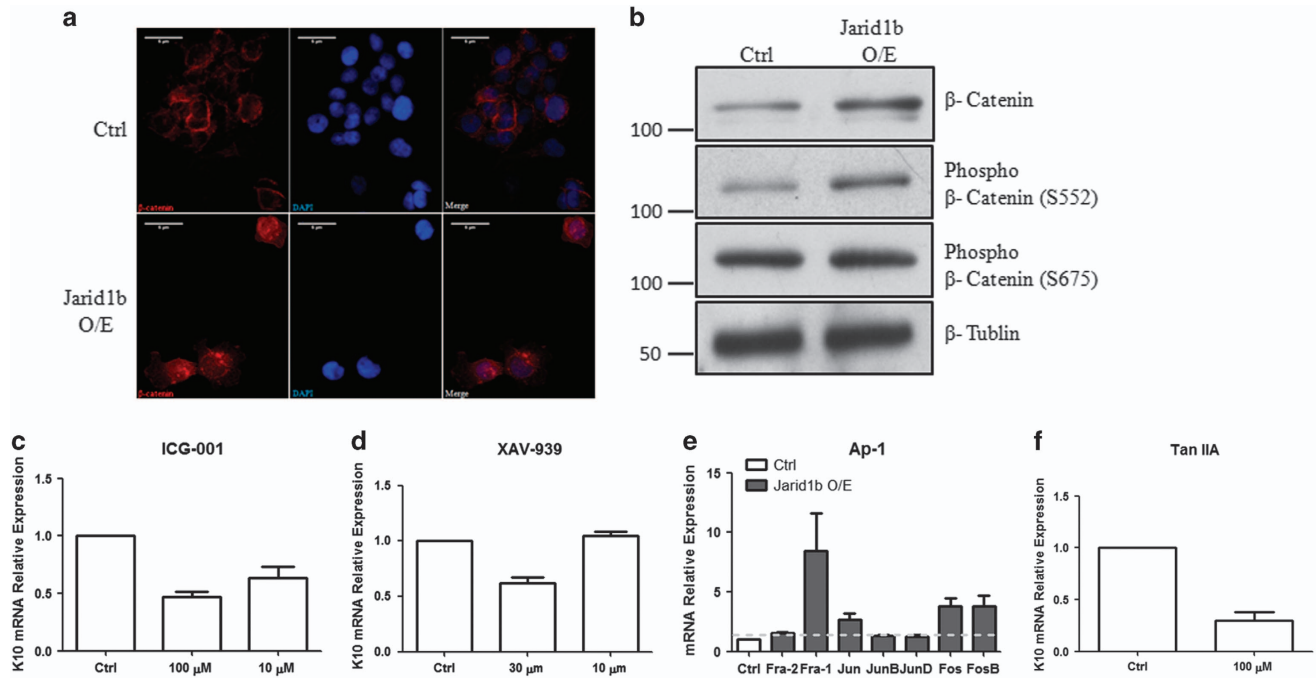 a
Ctrl
β-catenin
DAPI
Merge
Jarid1b
O/E
β-catenin
DAPI
Merge
b
Ctrl
Jarid1b
O/E
β- Catenin
100
Phospho
β- Catenin (S552)
100
Phospho
β- Catenin (S675)
100
β- Tublin
50
c
ICG-001
K10 mRNA Relative Expression
1.5
1.0
0.5
0.0
Ctrl 100 μM 10 μM
d
XAV-939
K10 mRNA Relative Expression
1.5
1.0
0.5
0.0
Ctrl 30 μm 10 μm
e
Ap-1
Ctrl
Jarid1b O/E
mRNA Relative Expression
15
10
5
0
Ctrl Fra-2 Fra-1 Jun JunB JunD Fos FosB
f
Tan IIA
K10 mRNA Relative Expression
1.5
1.0
0.5
0.0
Ctrl 100 μM